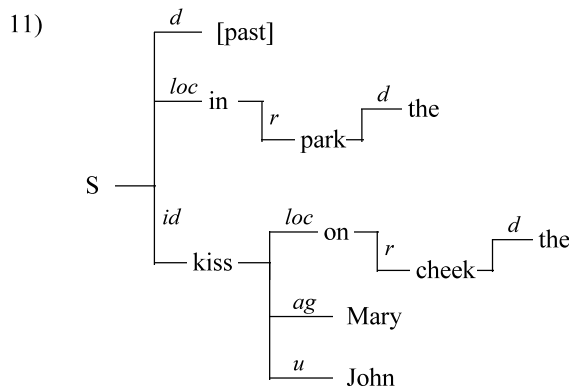 11)
d [past]
loc in r park d the
S
id kiss
loc on r cheek d the
ag Mary
u John